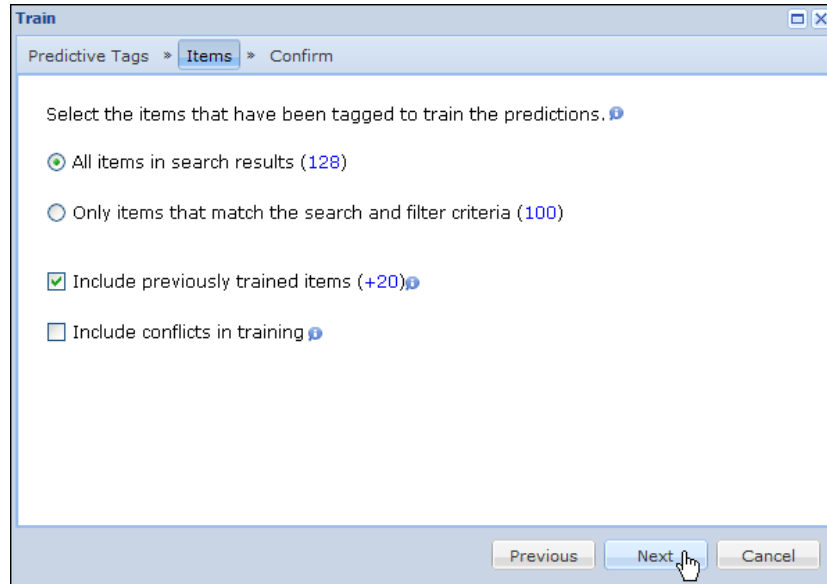 Train
Predictive Tags » Items » Confirm
Select the items that have been tagged to train the predictions.
All items in search results (128)
Only items that match the search and filter criteria (100)
Include previously trained items (+20)
Include conflicts in training
Previous Next Cancel